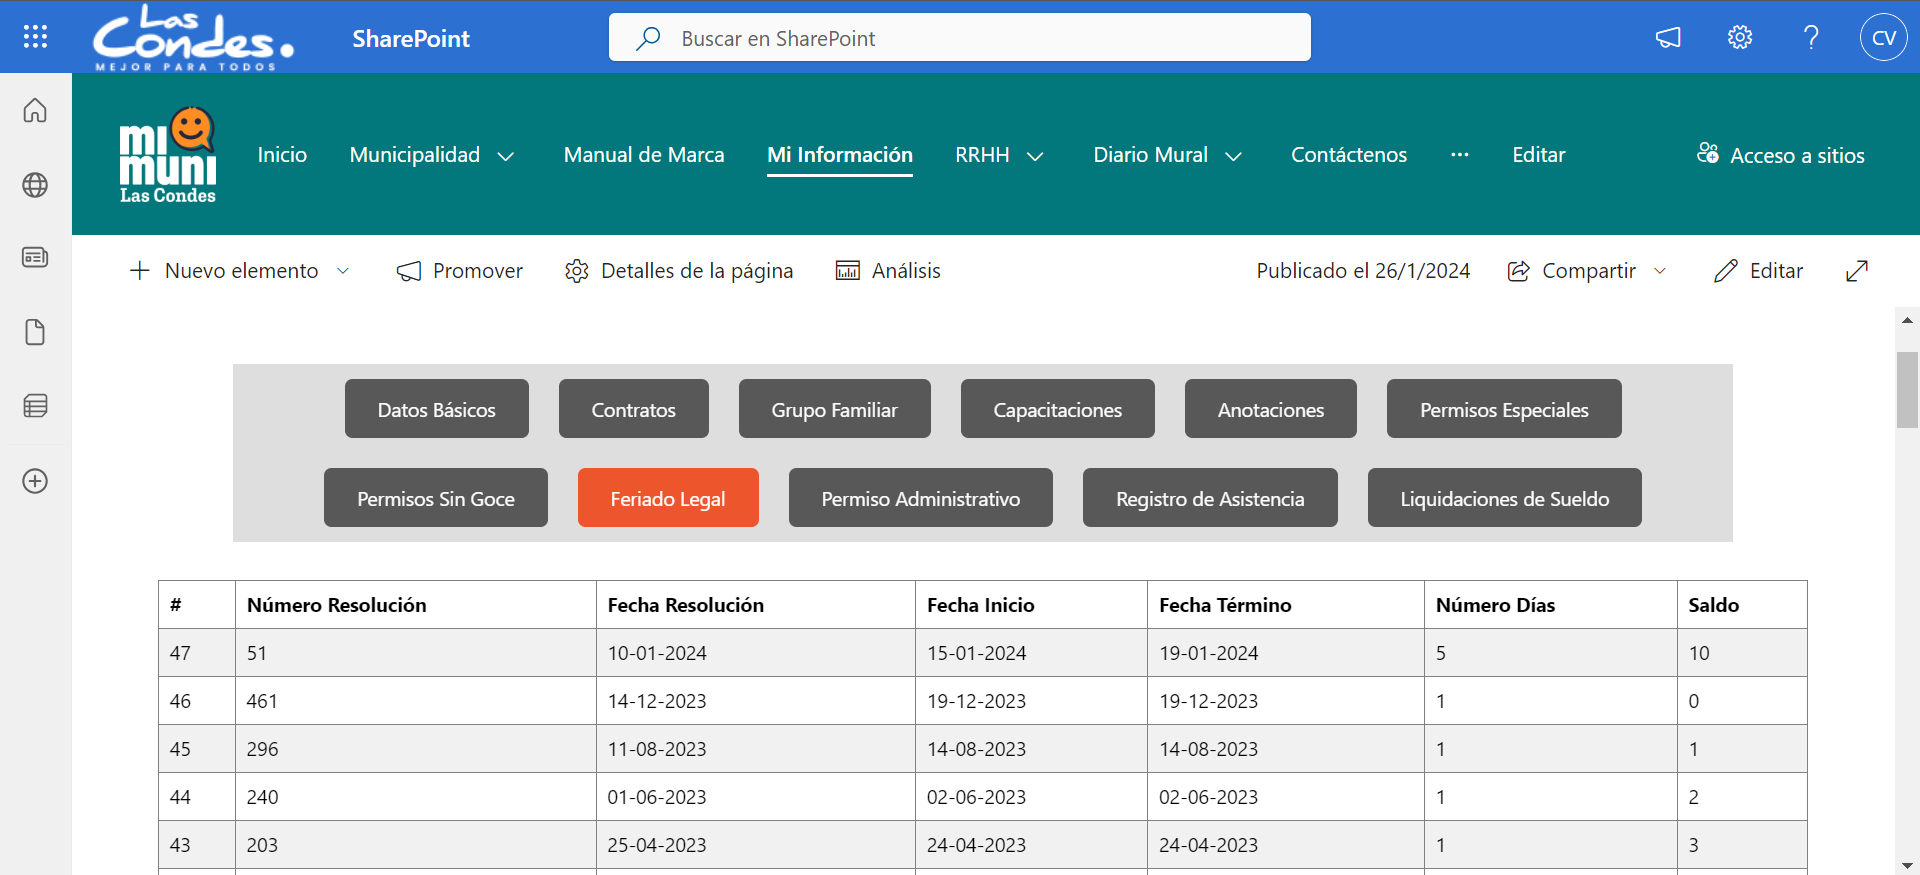 Las Condes.
MEJOR PARA TODOS
SharePoint
Buscar en SharePoint
CV
mi muni
Las Condes
Inicio
Municipalidad
Manual de Marca
Mi Información
RRHH
Diario Mural
Contáctenos
···
Editar
Acceso a sitios
Nuevo elemento
Promover
Detalles de la página
Análisis
Publicado el 26/1/2024
Compartir
Editar
Datos Básicos
Contratos
Grupo Familiar
Capacitaciones
Anotaciones
Permisos Especiales
Permisos Sin Goce
Feriado Legal
Permiso Administrativo
Registro de Asistencia
Liquidaciones de Sueldo
# Número Resolución Fecha Resolución Fecha Inicio Fecha Término Número Días Saldo
47 51 10-01-2024 15-01-2024 19-01-2024 5 10
46 461 14-12-2023 19-12-2023 19-12-2023 1 0
45 296 11-08-2023 14-08-2023 14-08-2023 1 1
44 240 01-06-2023 02-06-2023 02-06-2023 1 2
43 203 25-04-2023 24-04-2023 24-04-2023 1 3